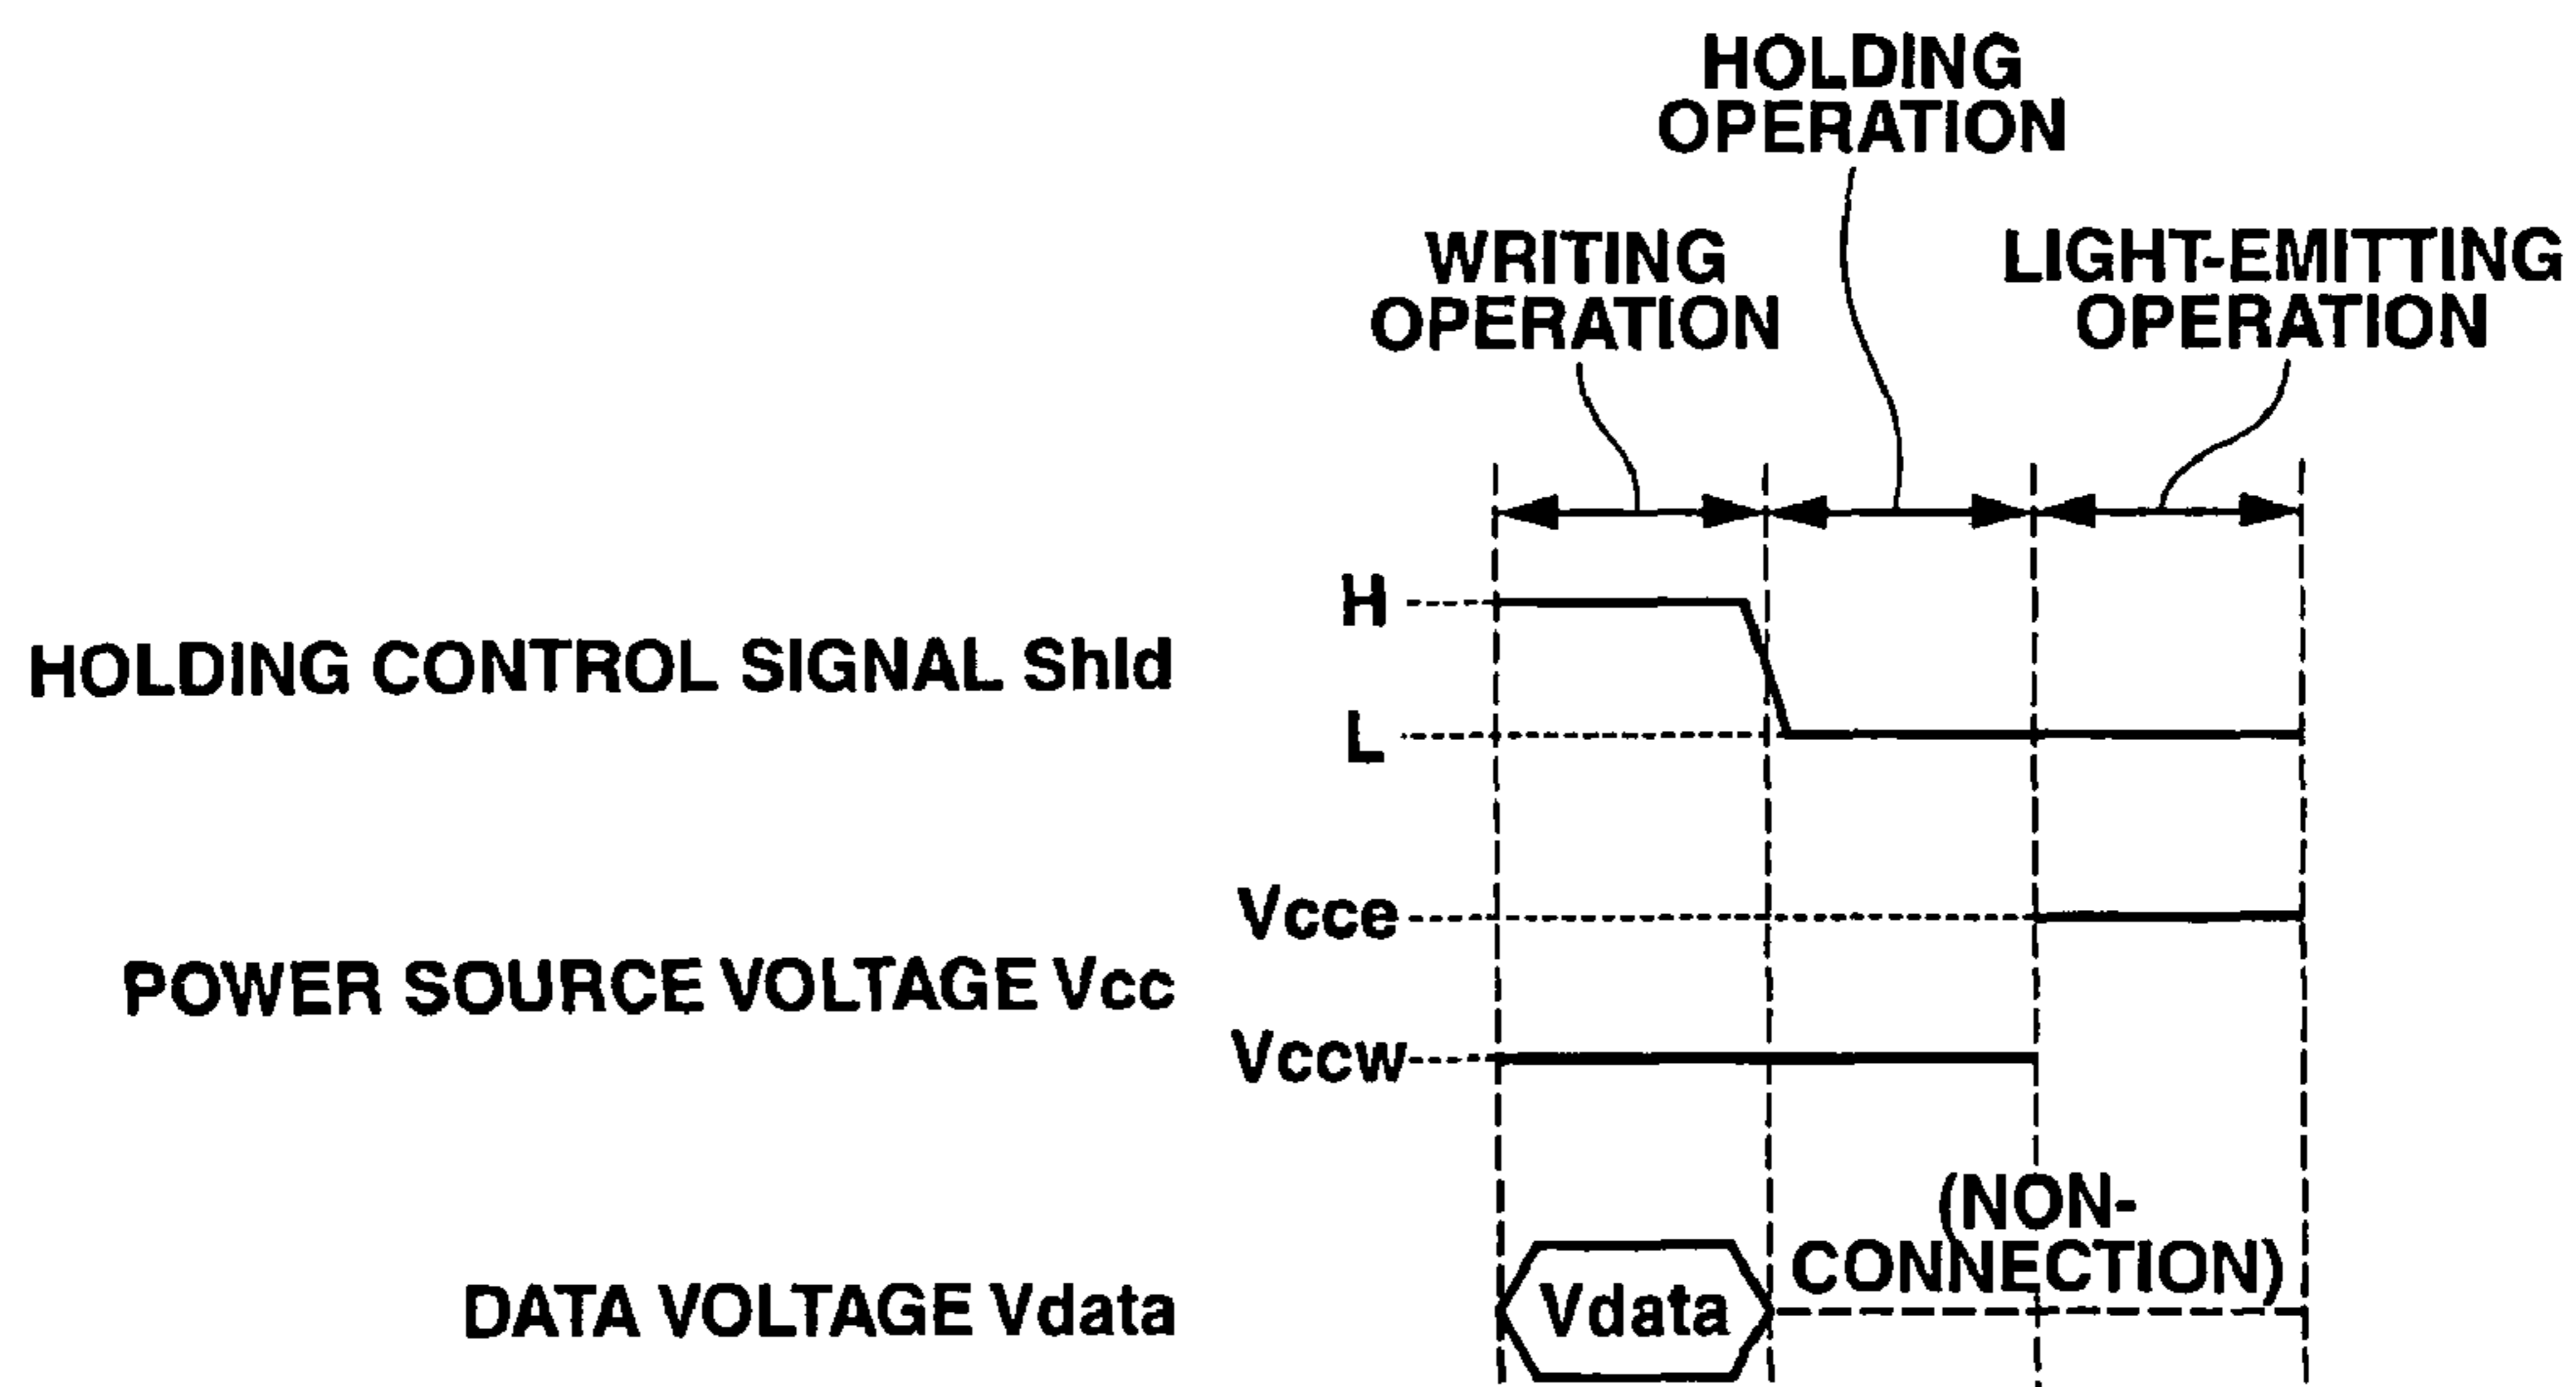 HOLDING
OPERATION
WRITING
OPERATION
LIGHT-EMITTING
OPERATION
HOLDING CONTROL SIGNAL Shld
H
L
POWER SOURCE VOLTAGE Vcc
Vcce
Vccw
DATA VOLTAGE Vdata
Vdata
(NON-
CONNECTION)